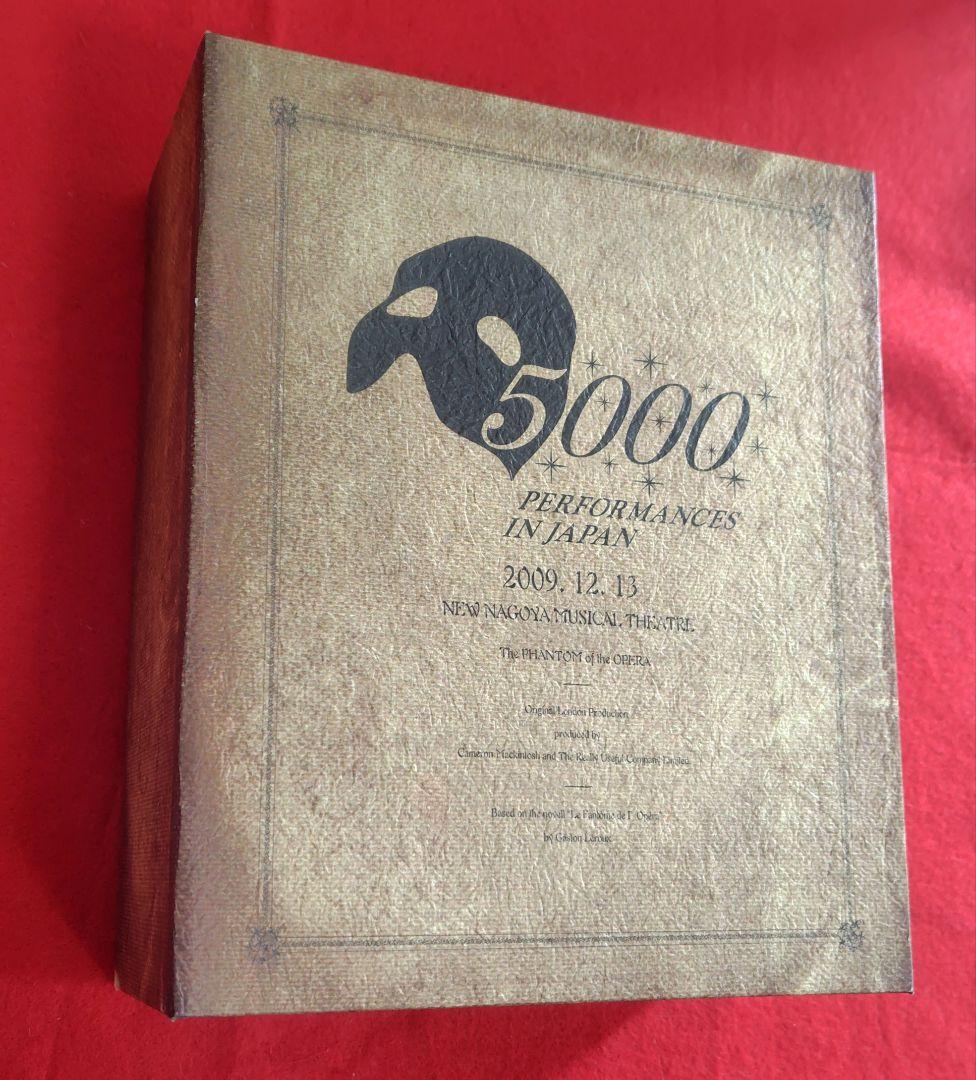 5000
PERFORMANCES
IN JAPAN
2009. 12. 13
NEW NAGOYA MUSICAL THEATRE
The PHANTOM of the OPERA
Original London Production
produced by
Cameron Mackintosh and The Really Useful Company Limited
Based on the novel "Le Fantôme de l'Opéra"
by Gaston Leroux